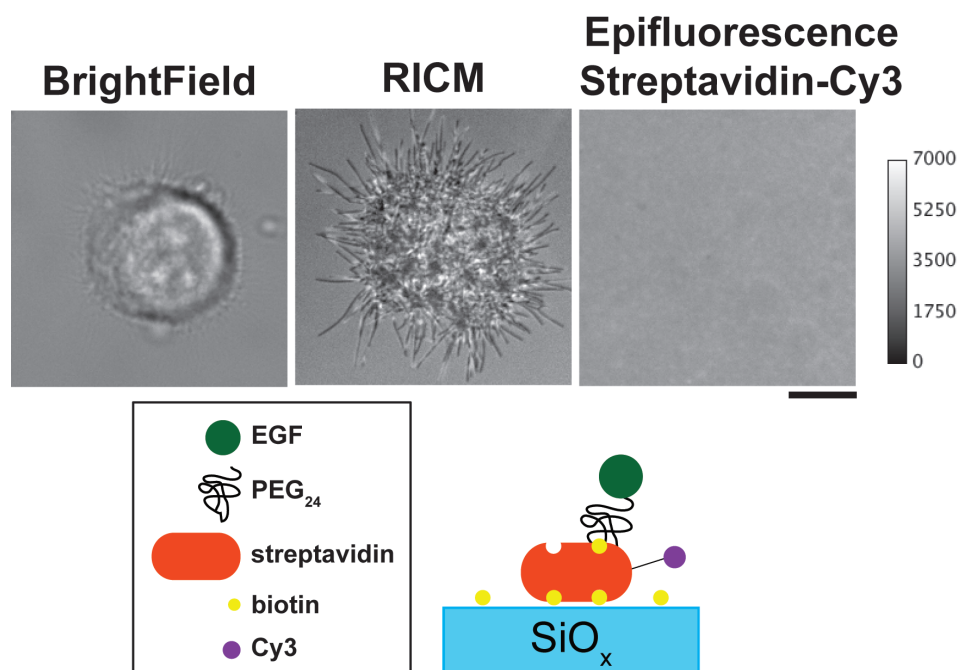 BrightField
RICM
Epifluorescence
Streptavidin-Cy3
7000
5250
3500
1750
0
EGF
PEG24
streptavidin
biotin
Cy3
SiOx